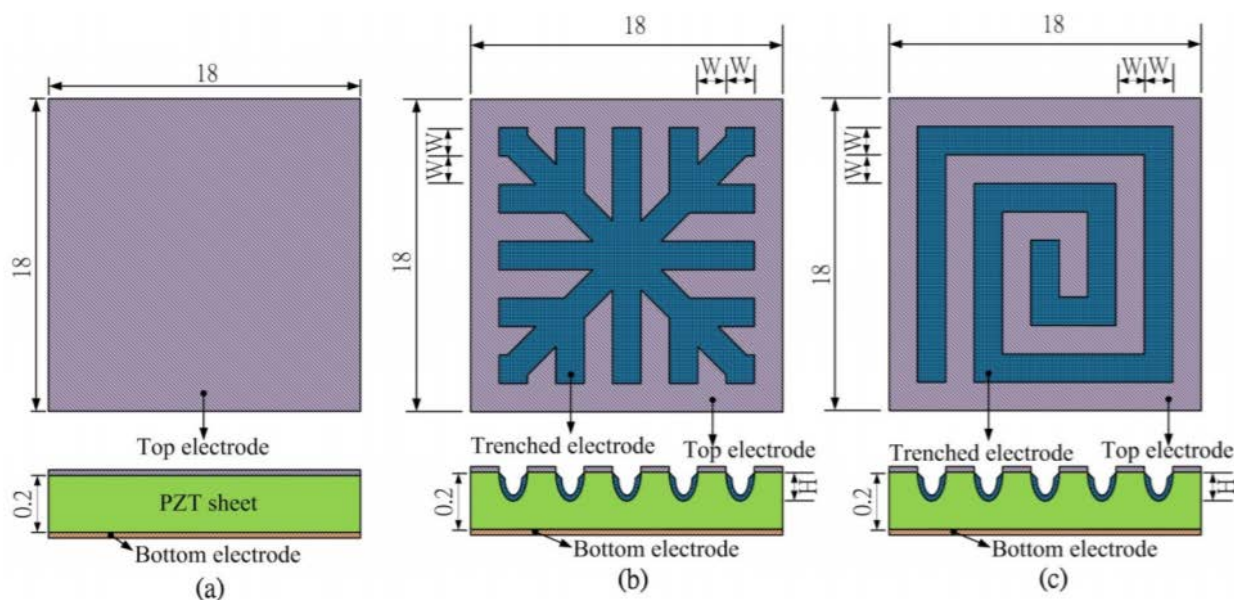 18
18
Top electrode
0.2
PZT sheet
Bottom electrode
(a)
18
W W
W
W
18
Trenched electrode
Top electrode
0.2
H
Bottom electrode
(b)
18
W W
W
W
18
Trenched electrode
Top electrode
0.2
H
Bottom electrode
(c)